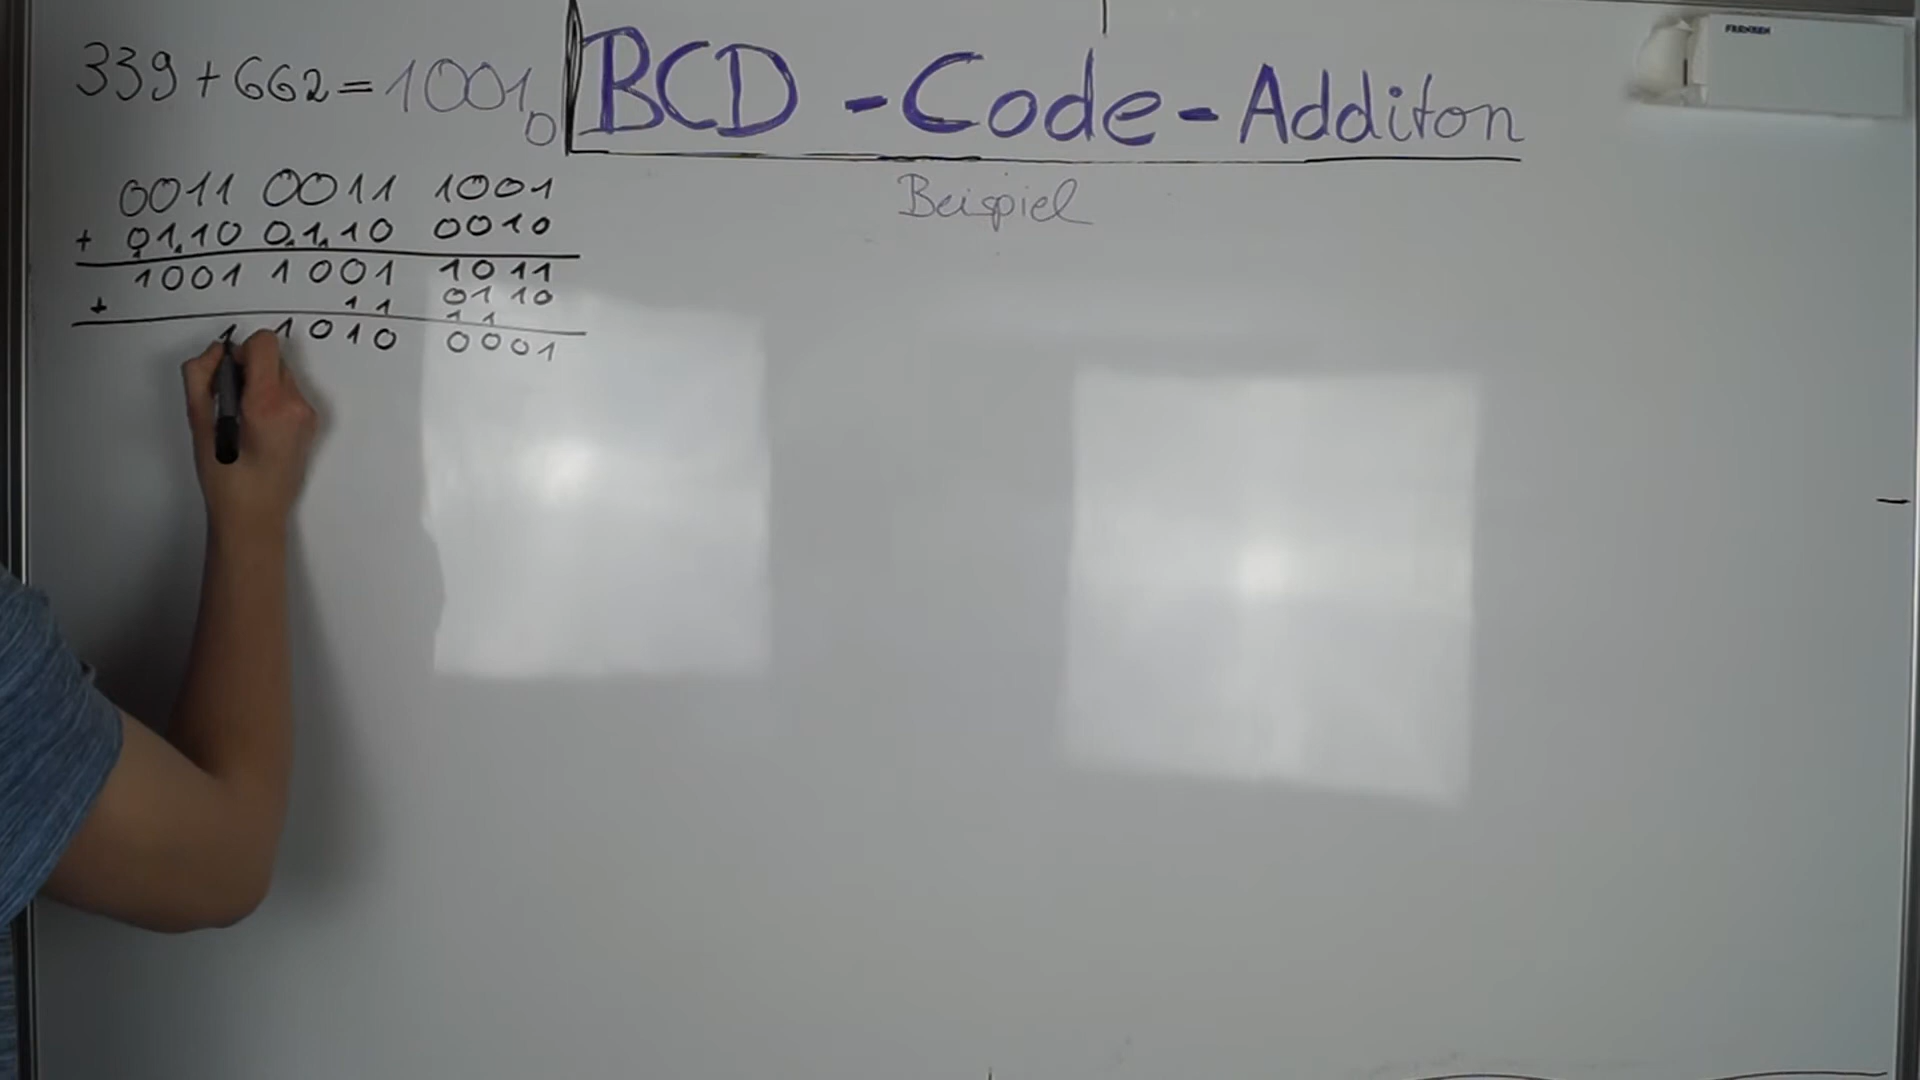 339+662=1001₀
BCD-Code-Additon
Beispiel
0011 0011 1001
+ 0110 0110 0010
1001 1001 1011
+ 0110
11 11
1 1010 0001